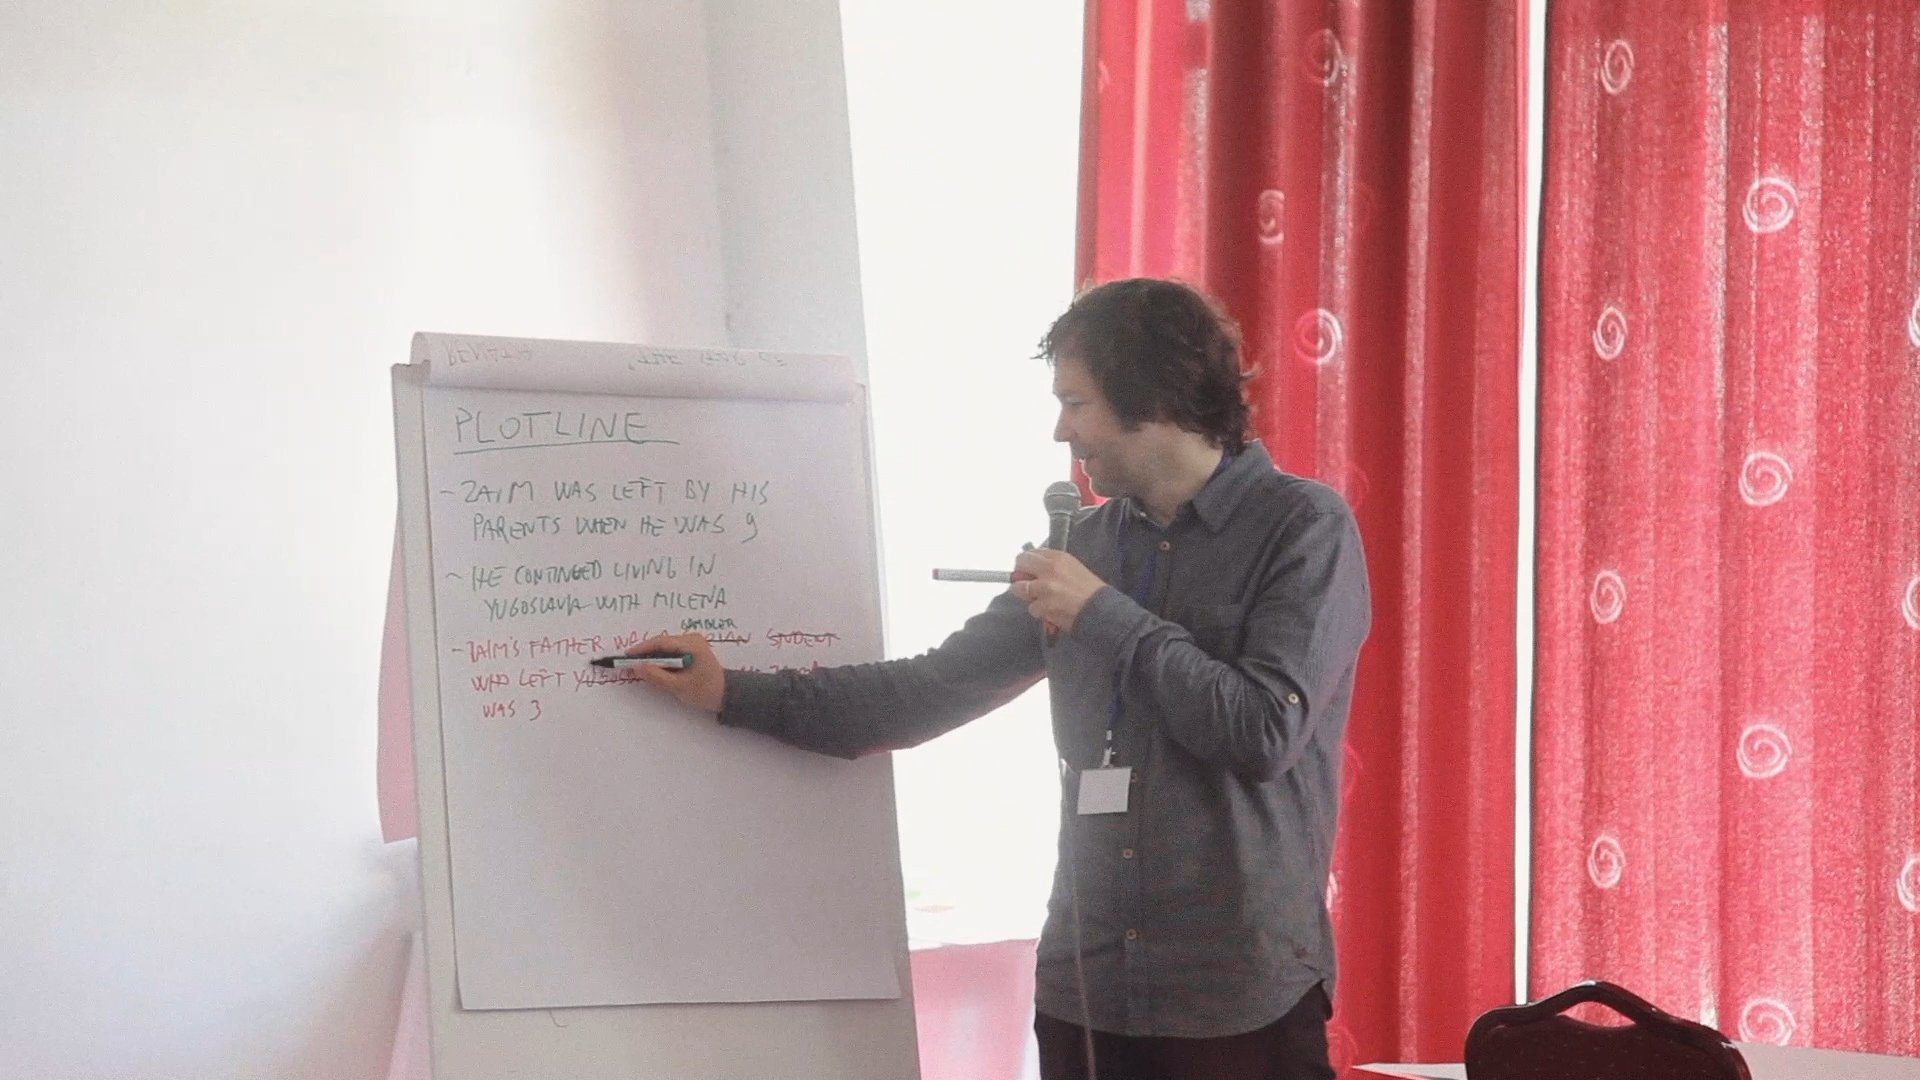 PLOTLINE
- ZAIM WAS LEFT BY HIS
PARENTS WHEN HE WAS 9
- HE CONTINUED LIVING IN
YUGOSLAVIA WITH MILENA
GAMBLER
- ZAIM'S FATHER WAS STUDENT
WHO LEFT
WAS 3